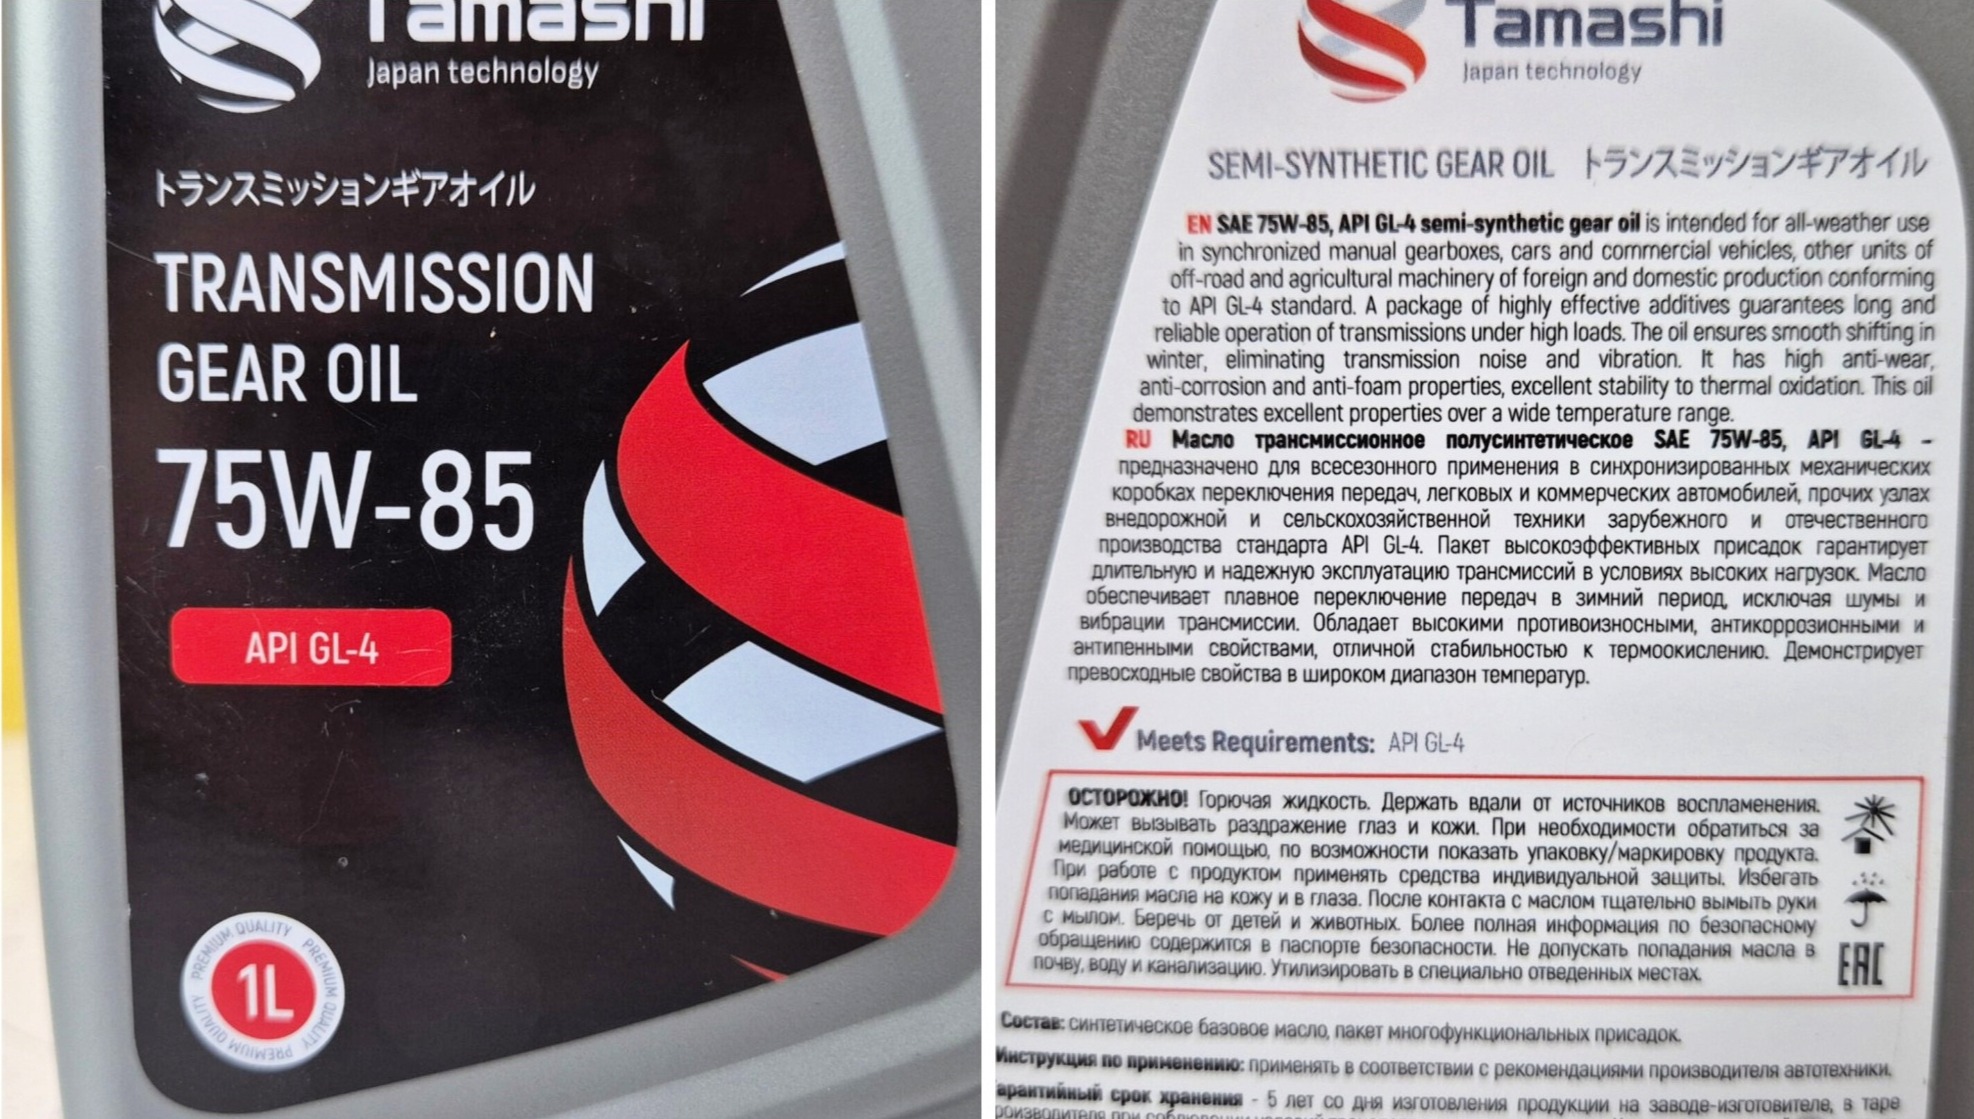 Tamashi
Japan technology
トランスミッションギアオイル
TRANSMISSION
GEAR OIL
75W-85
API GL-4
PREMIUM QUALITY PREMIUM QUALITY PREMIUM QUALITY
1L
Tamashi
Japan technology
SEMI-SYNTHETIC GEAR OIL トランスミッションギアオイル
EN SAE 75W-85, API GL-4 semi-synthetic gear oil is intended for all-weather use
in synchronized manual gearboxes, cars and commercial vehicles, other units of
off-road and agricultural machinery of foreign and domestic production conforming
to API GL-4 standard. A package of highly effective additives guarantees long and
reliable operation of transmissions under high loads. The oil ensures smooth shifting in
winter, eliminating transmission noise and vibration. It has high anti-wear,
anti-corrosion and anti-foam properties, excellent stability to thermal oxidation. This oil
demonstrates excellent properties over a wide temperature range.
RU Масло трансмиссионное полусинтетическое SAE 75W-85, API GL-4 -
предназначено для всесезонного применения в синхронизированных механических
коробках переключения передач, легковых и коммерческих автомобилей, прочих узлах
внедорожной и сельскохозяйственной техники зарубежного и отечественного
производства стандарта API GL-4. Пакет высокоэффективных присадок гарантирует
длительную и надежную эксплуатацию трансмиссий в условиях высоких нагрузок. Масло
обеспечивает плавное переключение передач в зимний период, исключая шумы и
вибрации трансмиссии. Обладает высокими противоизносными, антикоррозионными и
антипенными свойствами, отличной стабильностью к термоокислению. Демонстрирует
превосходные свойства в широком диапазон температур.
Meets Requirements: API GL-4
ОСТОРОЖНО! Горючая жидкость. Держать вдали от источников воспламенения.
Может вызывать раздражение глаз и кожи. При необходимости обратиться за
медицинской помощью, по возможности показать упаковку/маркировку продукта.
При работе с продуктом применять средства индивидуальной защиты. Избегать
попадания масла на кожу и в глаза. После контакта с маслом тщательно вымыть руки
с мылом. Беречь от детей и животных. Более полная информация по безопасному
обращению содержится в паспорте безопасности. Не допускать попадания масла в
почву, воду и канализацию. Утилизировать в специально отведенных местах.
EAC
Состав: синтетическое базовое масло, пакет многофункциональных присадок.
Инструкция по применению: применять в соответствии с рекомендациями производителя автотехники.
арантийный срок хранения - 5 лет со дня изготовления продукции на заводе-изготовителе, в таре